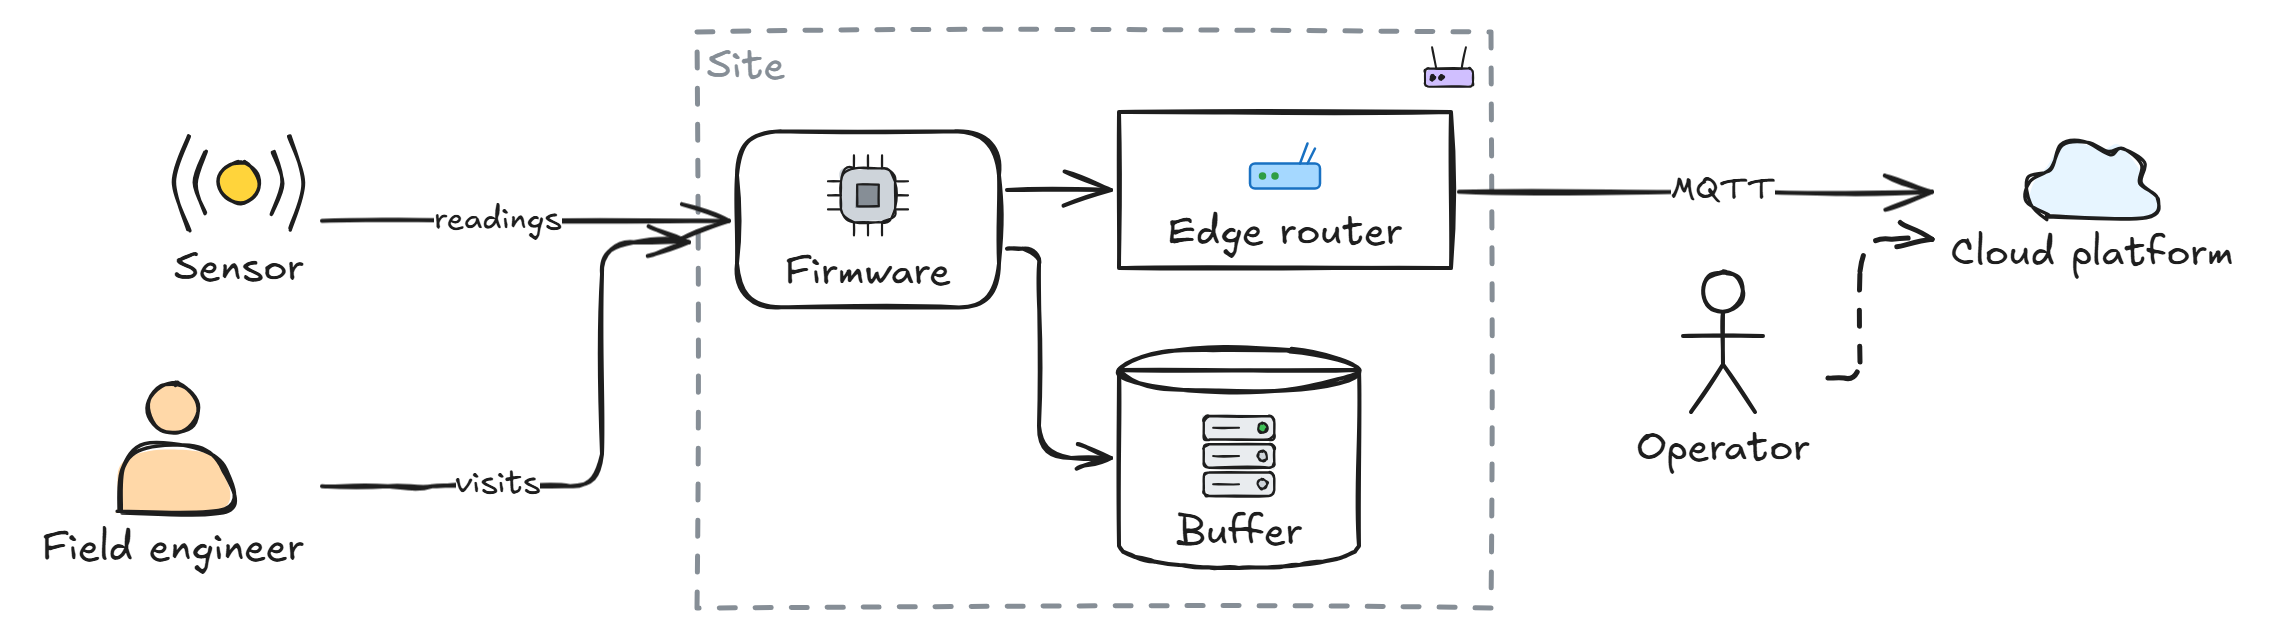 Site
readings
MQTT
Edge router
Cloud platform
Sensor
Firmware
Operator
visits
Buffer
Field engineer